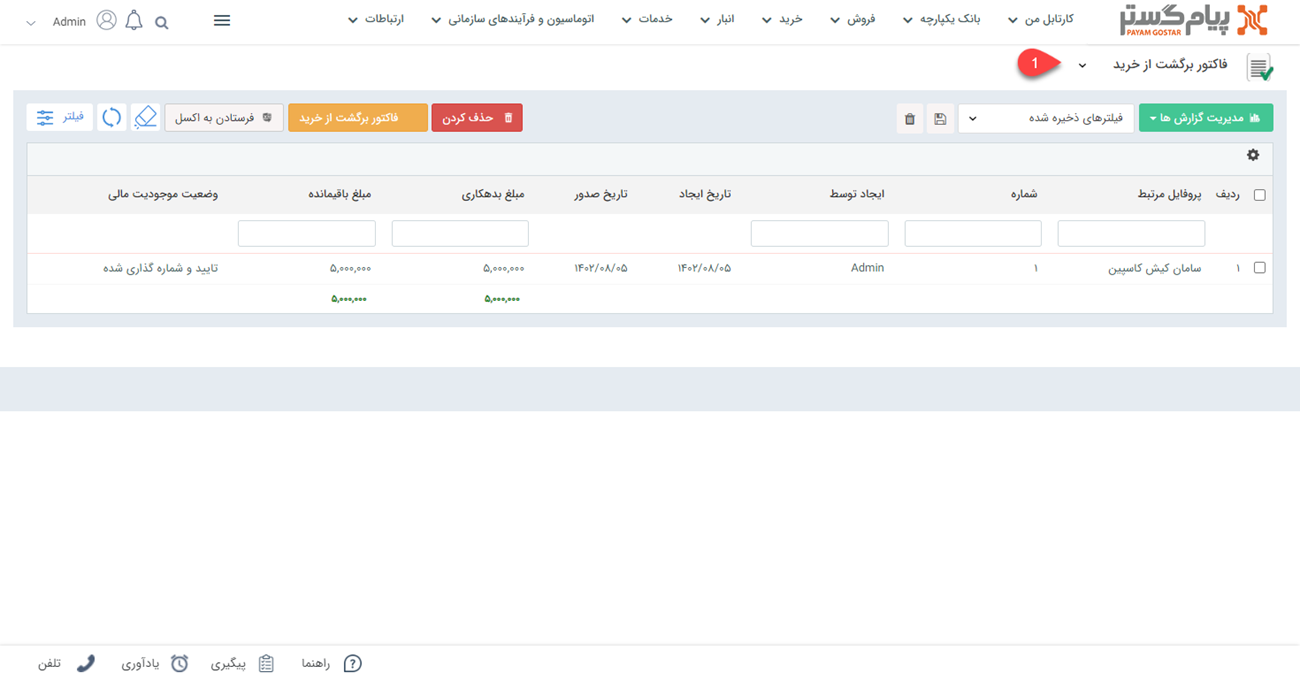 پیام گستر
PAYAM GOSTAR
کارتابل من
بانک یکپارچه
فروش
خرید
انبار
خدمات
اتوماسیون و فرآیندهای سازمانی
ارتباطات
Admin
فاکتور برگشت از خرید
1
مدیریت گزارش ها
فیلترهای ذخیره شده
حذف کردن
فاکتور برگشت از خرید
فرستادن به اکسل
فیلتر
ردیف پروفایل مرتبط شماره ایجاد توسط تاریخ ایجاد تاریخ صدور مبلغ بدهکاری مبلغ باقیمانده وضعیت موجودیت مالی
۱ سامان کیش کاسپین ۱ Admin ۱۴۰۲/۰۸/۰۵ ۱۴۰۲/۰۸/۰۵ ۵,۰۰۰,۰۰۰ ۵,۰۰۰,۰۰۰ تایید و شماره گذاری شده
۵,۰۰۰,۰۰۰ ۵,۰۰۰,۰۰۰
راهنما
پیگیری
یادآوری
تلفن